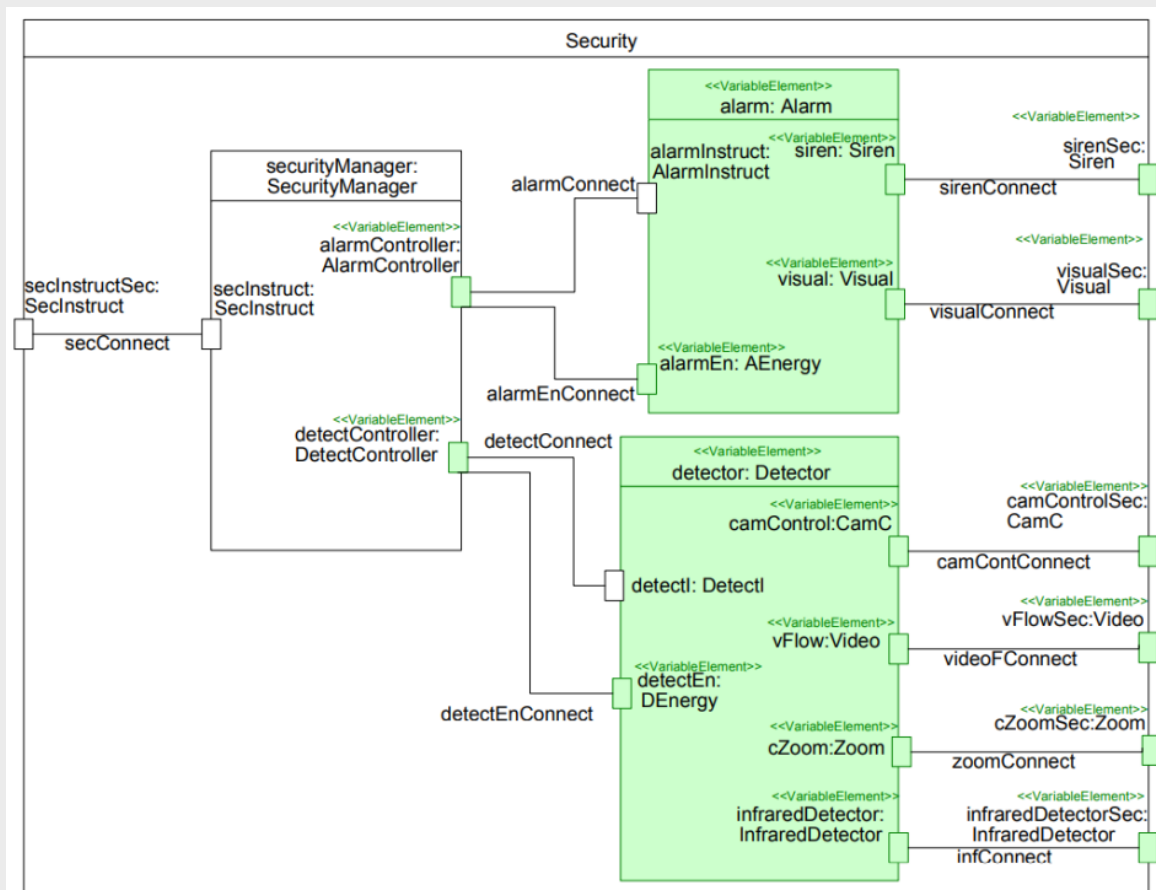 Security
<<VariableElement>>
alarm: Alarm
<<VariableElement>>
siren: Siren
alarmInstruct:
AlarmInstruct
<<VariableElement>>
visual: Visual
<<VariableElement>>
alarmEn: AEnergy
<<VariableElement>>
sirenSec:
Siren
sirenConnect
<<VariableElement>>
visualSec:
Visual
visualConnect
securityManager:
SecurityManager
<<VariableElement>>
alarmController:
AlarmController
secInstruct:
SecInstruct
<<VariableElement>>
detectController:
DetectController
secInstructSec:
SecInstruct
secConnect
alarmConnect
alarmEnConnect
detectConnect
detectEnConnect
<<VariableElement>>
detector: Detector
<<VariableElement>>
camControl:CamC
detectI: DetectI
<<VariableElement>>
vFlow:Video
<<VariableElement>>
detectEn:
DEnergy
<<VariableElement>>
cZoom:Zoom
<<VariableElement>>
infraredDetector:
InfraredDetector
<<VariableElement>>
camControlSec:
CamC
camContConnect
<<VariableElement>>
vFlowSec:Video
videoFConnect
<<VariableElement>>
cZoomSec:Zoom
zoomConnect
<<VariableElement>>
infraredDetectorSec:
InfraredDetector
infConnect